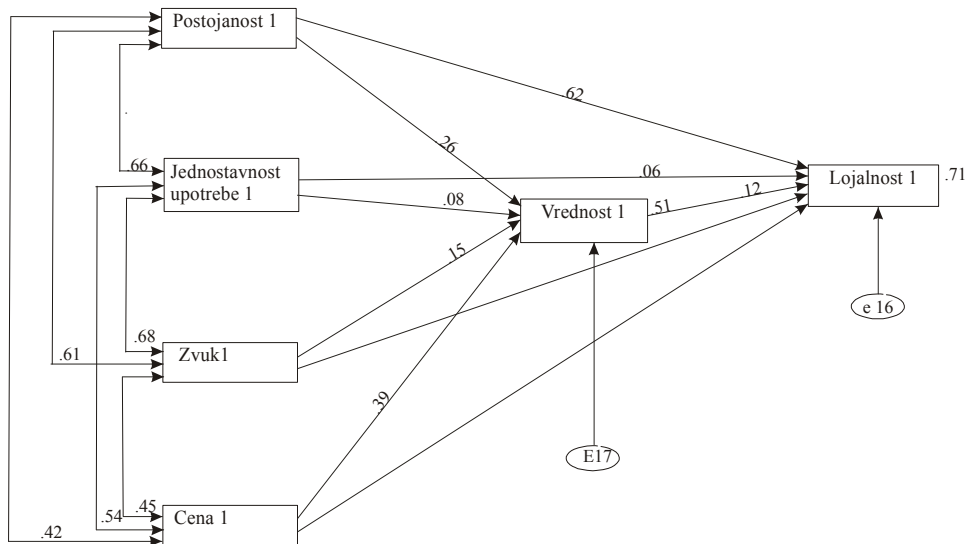 Postojanost 1
.62
.26
.66
Jednostavnost
upotrebe 1
.06
.08
Vrednost 1
.51
.12
Lojalnost 1
.71
.15
e 16
.68
.61
Zvuk1
.39
E17
.45
.54
.42
Cena 1